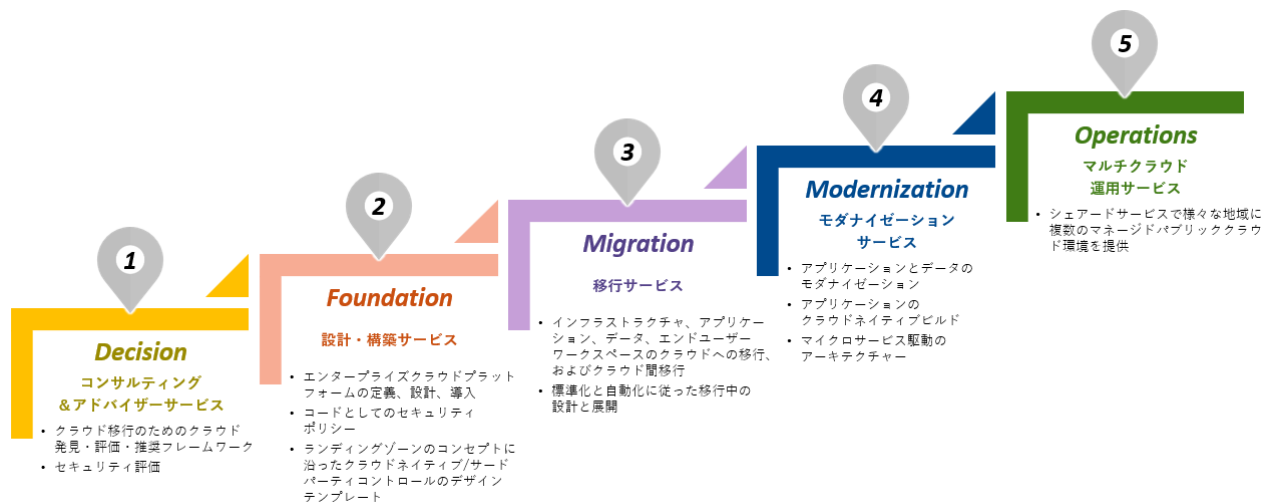 1
Decision
コンサルティング
&アドバイザーサービス
• クラウド移行のためのクラウド
発見・評価・推奨フレームワーク
• セキュリティ評価
2
Foundation
設計・構築サービス
• エンタープライズクラウドプラット
フォームの定義、設計、導入
• コードとしてのセキュリティ
ポリシー
• ランディングゾーンのコンセプトに
沿ったクラウドネイティブ/サード
パーティコントロールのデザイン
テンプレート
3
Migration
移行サービス
• インフラストラクチャ、アプリケー
ション、データ、エンドユーザー
ワークスペースのクラウドへの移行、
およびクラウド間移行
• 標準化と自動化に従った移行中の
設計と展開
4
Modernization
モダナイゼーション
サービス
• アプリケーションとデータの
モダナイゼーション
• アプリケーションの
クラウドネイティブビルド
• マイクロサービス駆動の
アーキテクチャー
5
Operations
マルチクラウド
運用サービス
• シェアードサービスで様々な地域に
複数のマネージドパブリッククラウ
ド環境を提供